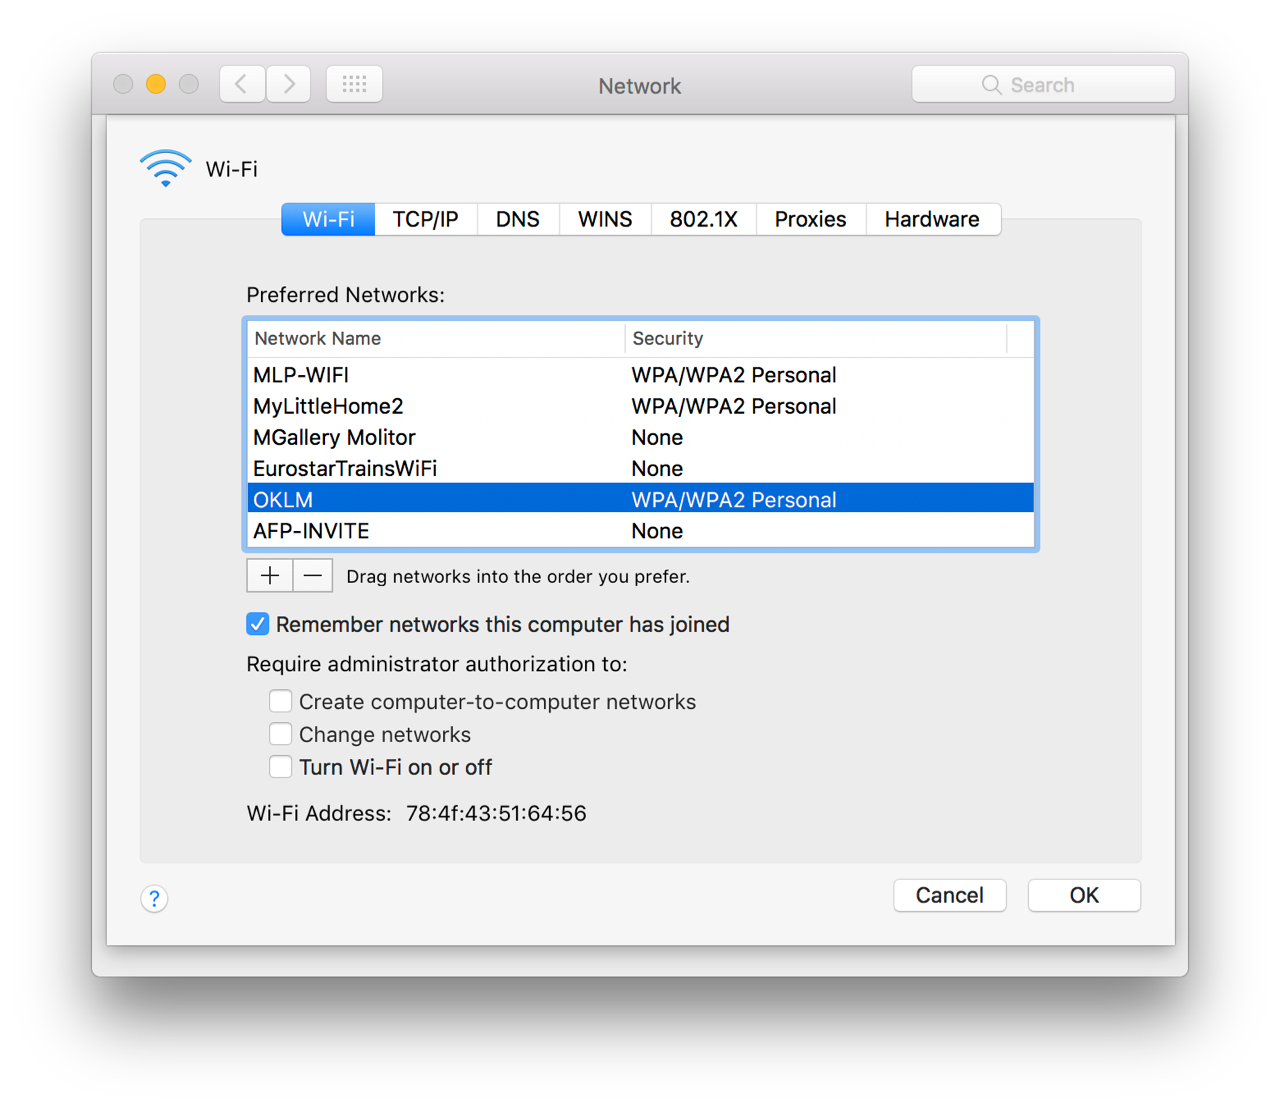 Network
Search
Wi-Fi
Wi-Fi TCP/IP DNS WINS 802.1X Proxies Hardware
Preferred Networks:
Network Name Security
MLP-WIFI WPA/WPA2 Personal
MyLittleHome2 WPA/WPA2 Personal
MGallery Molitor None
EurostarTrainsWiFi None
OKLM WPA/WPA2 Personal
AFP-INVITE None
+ − Drag networks into the order you prefer.
Remember networks this computer has joined
Require administrator authorization to:
Create computer-to-computer networks
Change networks
Turn Wi-Fi on or off
Wi-Fi Address: 78:4f:43:51:64:56
? Cancel OK